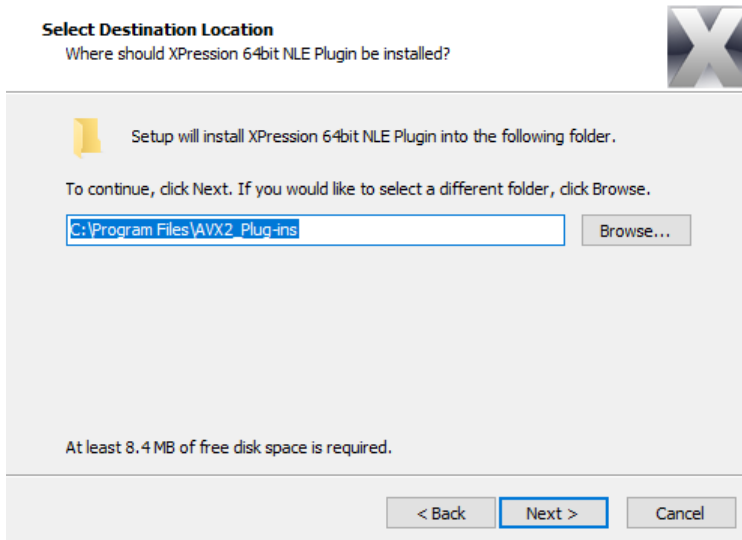 Select Destination Location
Where should XPression 64bit NLE Plugin be installed?
Setup will install XPression 64bit NLE Plugin into the following folder.
To continue, click Next. If you would like to select a different folder, click Browse.
C:\Program Files\AVX2_Plug-ins
Browse...
At least 8.4 MB of free disk space is required.
< Back
Next >
Cancel